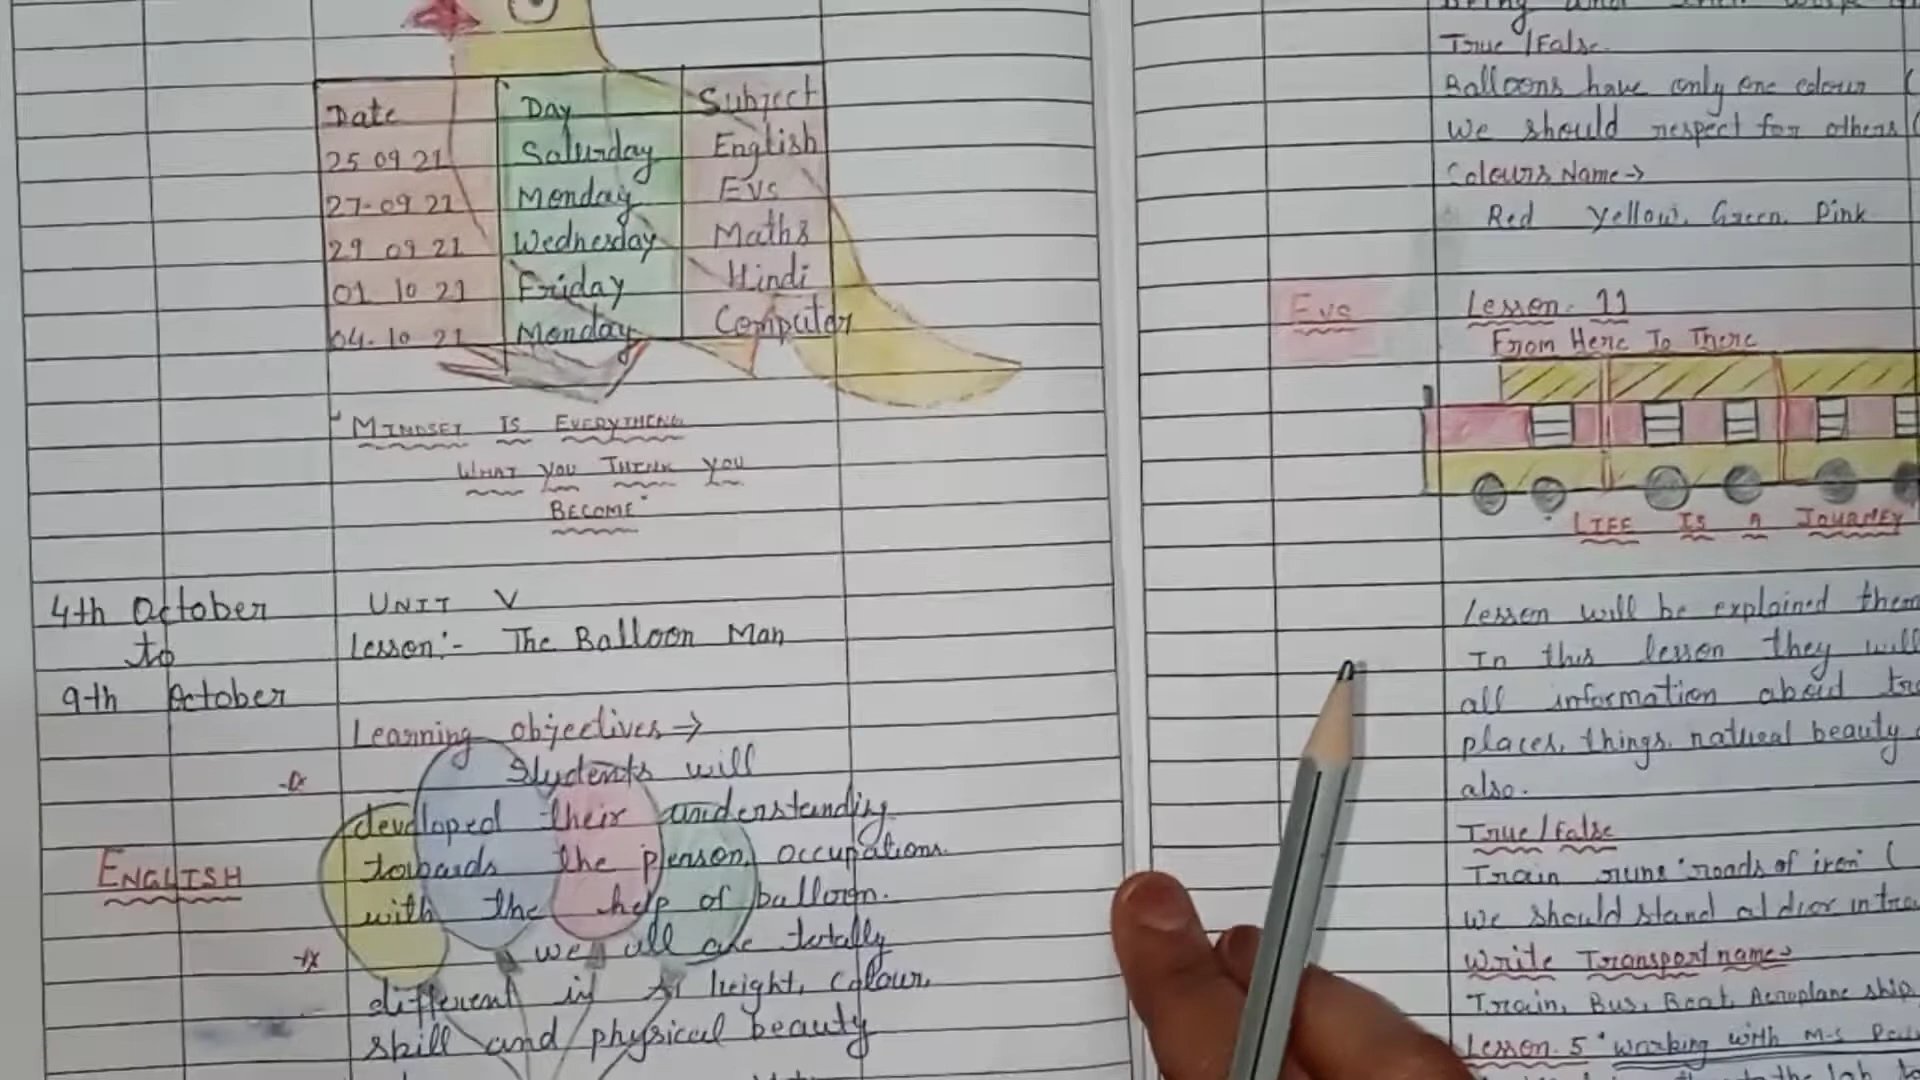 Date Day Subject
25 09 21 Saturday English
27-09 21 Monday EVS
29 09 21 Wednesday Maths
01 10 21 Friday Hindi
04.10 21 Monday Computer
"MINDSET IS EVERYTHING
WHAT YOU THINK YOU
BECOME"
4th October
to
9th October
UNIT V
Lesson:- The Balloon Man
Learning objectives →
Students will
developed their understanding
towards the person, occupations.
with the help of balloon.
we all are totally
different in height, colour,
skill and physical beauty
ENGLISH
True / False.
Balloons have only one colour (
We should respect for others (
Colours Name →
Red Yellow, Green, Pink
Evs
Lesson - 11
From Here To There
LIFE IS A JOURNEY
Lesson will be explained them
In this lesson they will
all information about
places, things, natural beauty
also.
True/False
Train runs "roads of iron" (
We should stand at door in
Write Transport name →
Train, Bus, Boat, Aeroplane ship
Lesson. 5 "Working with M-S